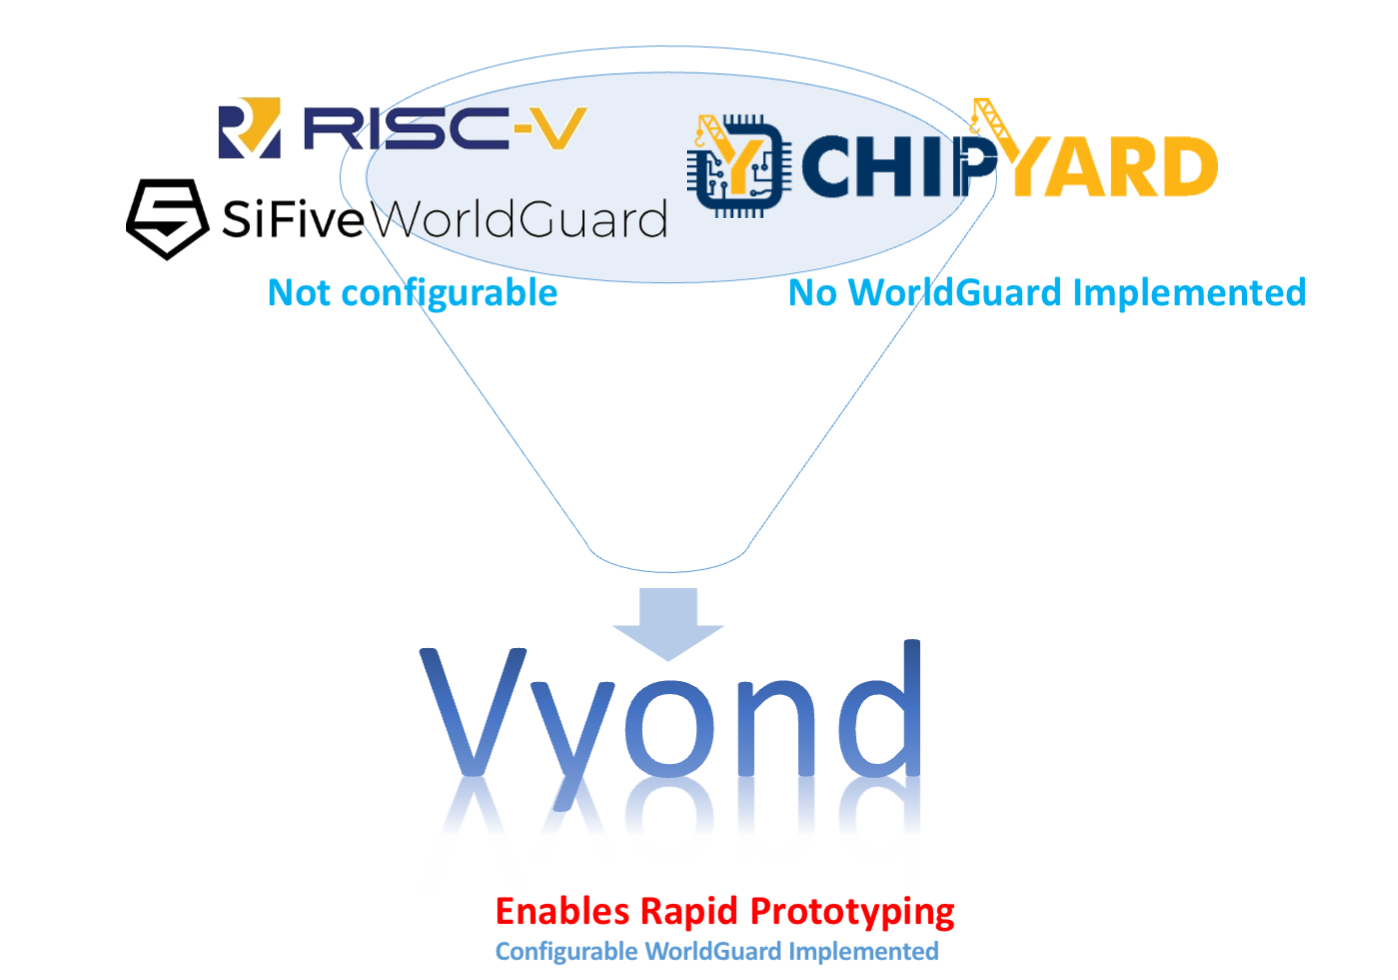 RISC-V
CHIPYARD
SiFive WorldGuard
Not configurable
No WorldGuard Implemented
Vyond
Enables Rapid Prototyping
Configurable WorldGuard Implemented